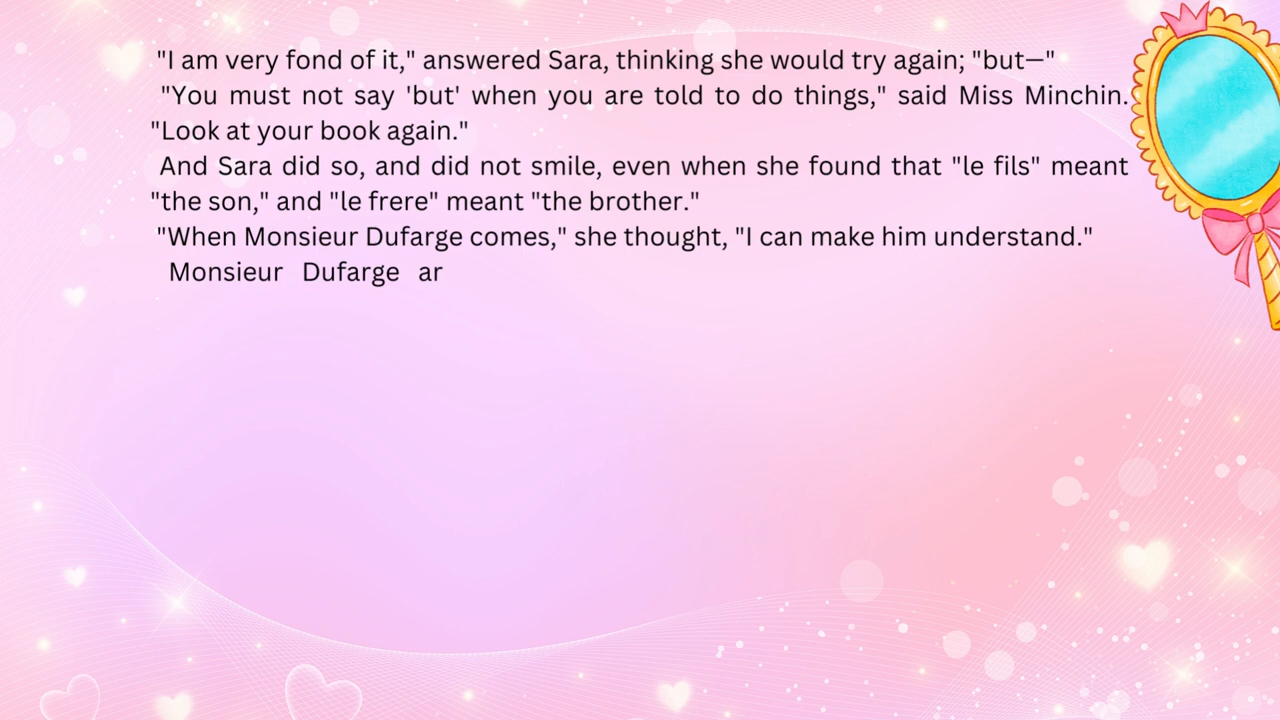 "I am very fond of it," answered Sara, thinking she would try again; "but—"
"You must not say 'but' when you are told to do things," said Miss Minchin.
"Look at your book again."
And Sara did so, and did not smile, even when she found that "le fils" meant
"the son," and "le frere" meant "the brother."
"When Monsieur Dufarge comes," she thought, "I can make him understand."
Monsieur Dufarge ar